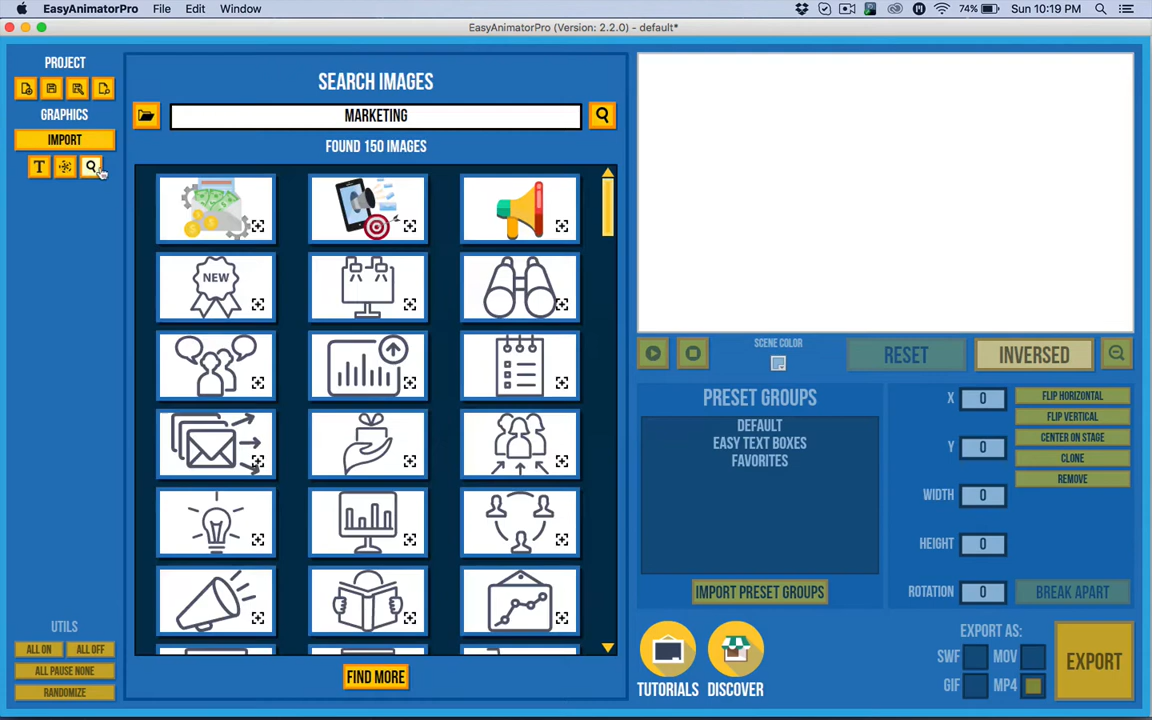 EasyAnimatorPro File Edit Window
74% Sun 10:19 PM
EasyAnimatorPro (Version: 2.2.0) - default*
PROJECT
GRAPHICS
IMPORT
T
SEARCH IMAGES
MARKETING
FOUND 150 IMAGES
NEW
FIND MORE
SCENE COLOR
RESET
INVERSED
PRESET GROUPS
DEFAULT
EASY TEXT BOXES
FAVORITES
IMPORT PRESET GROUPS
X 0
Y 0
WIDTH 0
HEIGHT 0
ROTATION 0
FLIP HORIZONTAL
FLIP VERTICAL
CENTER ON STAGE
CLONE
REMOVE
BREAK APART
UTILS
ALL ON ALL OFF
ALL PAUSE NONE
RANDOMIZE
TUTORIALS
DISCOVER
EXPORT AS:
SWF MOV
GIF MP4
EXPORT